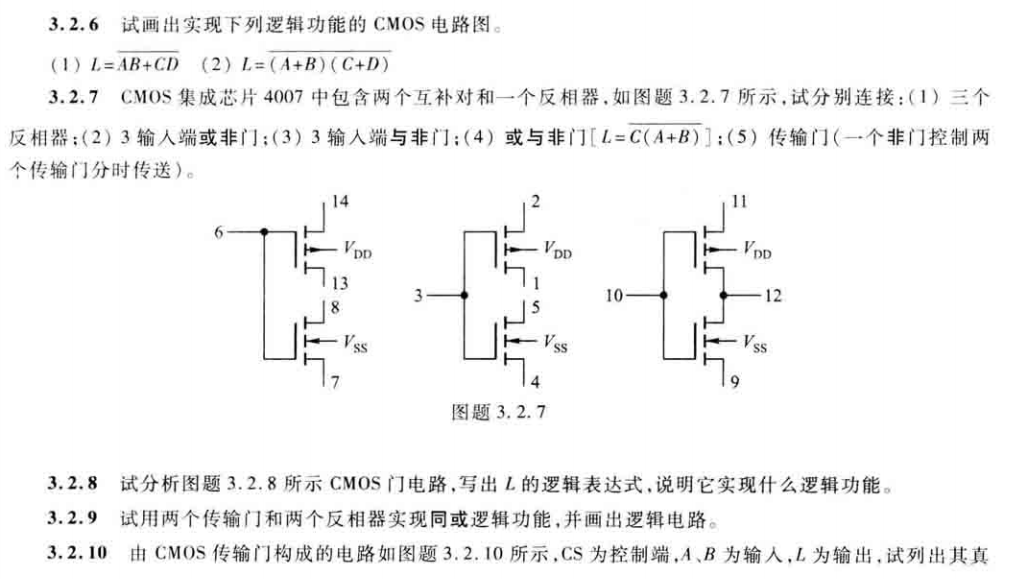 3.2.6 试画出实现下列逻辑功能的 CMOS 电路图。
(1) L=\overline{AB+CD} (2) L=\overline{(A+B)(C+D)}
3.2.7 CMOS 集成芯片 4007 中包含两个互补对和一个反相器,如图题 3.2.7 所示,试分别连接:(1) 三个
反相器;(2) 3 输入端或非门;(3) 3 输入端与非门;(4) 或与非门[L=\overline{C(A+B)}];(5) 传输门(一个非门控制两
个传输门分时传送)。
14 2 11
6 V_DD V_DD V_DD
13 1
8 3 5 10 12
V_SS V_SS V_SS
7 4 9
图题 3.2.7
3.2.8 试分析图题 3.2.8 所示 CMOS 门电路,写出 L 的逻辑表达式,说明它实现什么逻辑功能。
3.2.9 试用两个传输门和两个反相器实现同或逻辑功能,并画出逻辑电路。
3.2.10 由 CMOS 传输门构成的电路如图题 3.2.10 所示,CS 为控制端,A、B 为输入,L 为输出,试列出其真